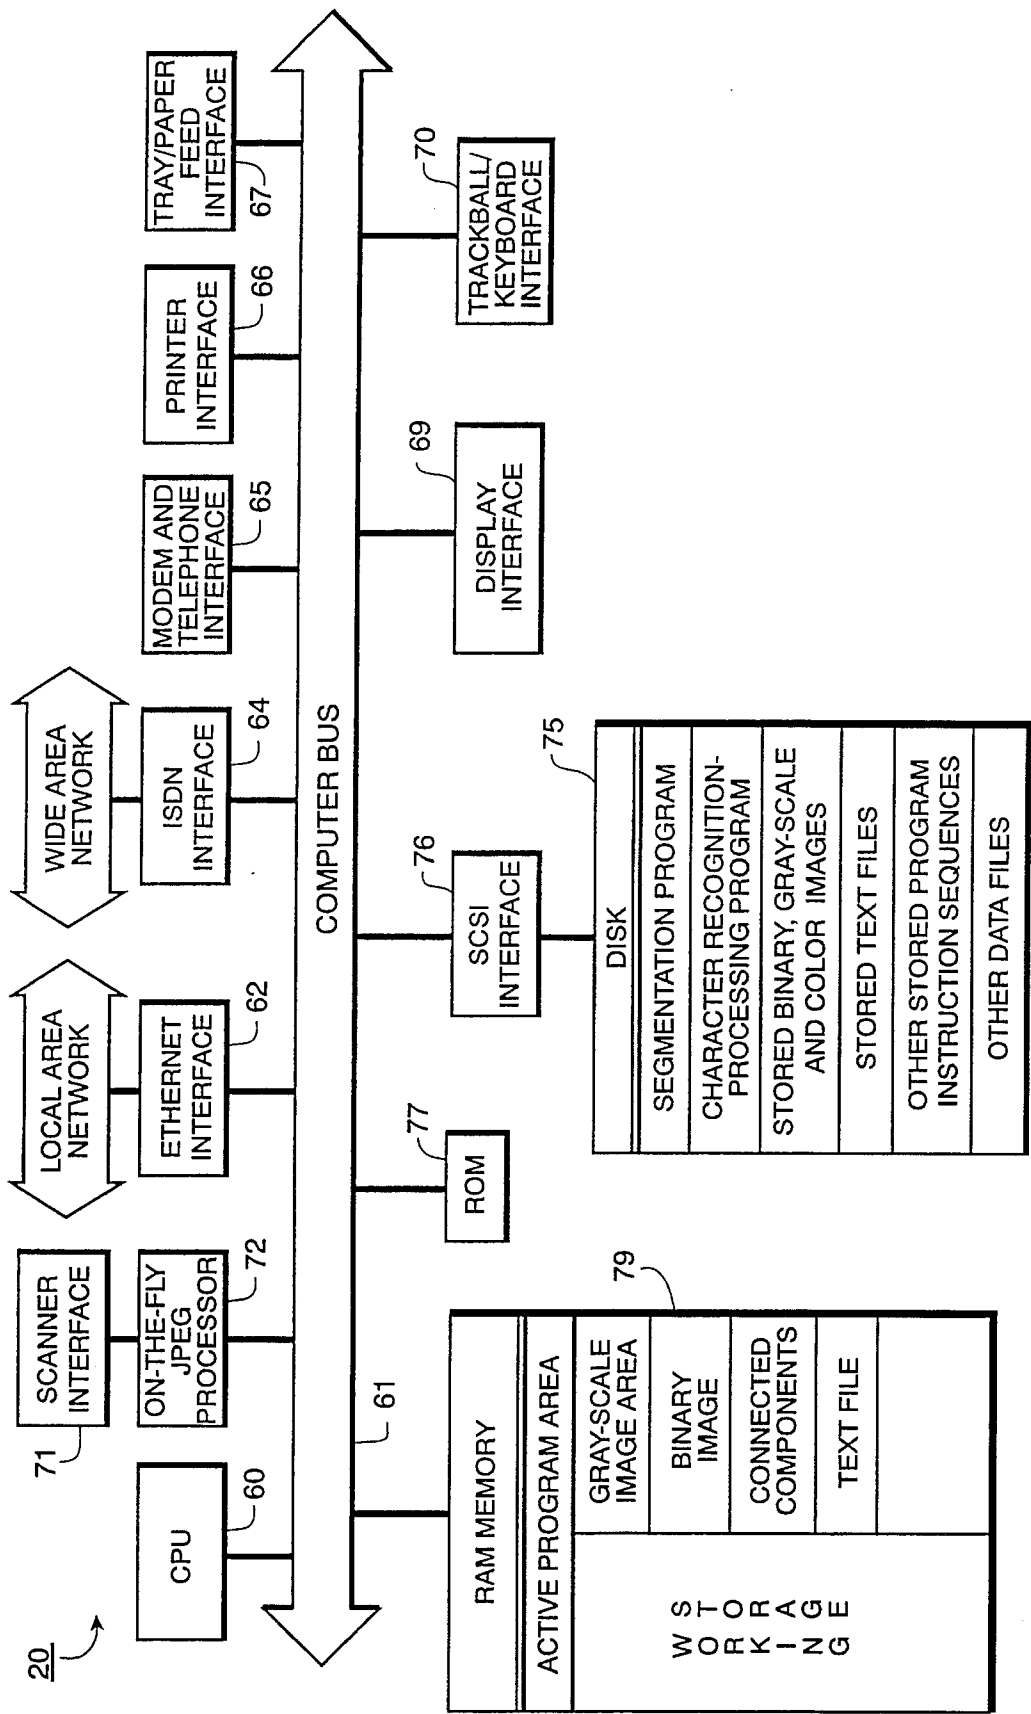 20
CPU
60
SCANNER
INTERFACE
71
ON-THE-FLY
JPEG
PROCESSOR
72
LOCAL AREA
NETWORK
ETHERNET
INTERFACE
62
WIDE AREA
NETWORK
ISDN
INTERFACE
64
MODEM AND
TELEPHONE
INTERFACE
65
PRINTER
INTERFACE
66
TRAY/PAPER
FEED
INTERFACE
67
COMPUTER BUS
61
RAM MEMORY
ACTIVE PROGRAM AREA
WORKING
STORAGE
GRAY-SCALE
IMAGE AREA
BINARY
IMAGE
CONNECTED
COMPONENTS
TEXT FILE
79
ROM
77
SCSI
INTERFACE
76
DISK
75
SEGMENTATION PROGRAM
CHARACTER RECOGNITION-
PROCESSING PROGRAM
STORED BINARY, GRAY-SCALE
AND COLOR IMAGES
STORED TEXT FILES
OTHER STORED PROGRAM
INSTRUCTION SEQUENCES
OTHER DATA FILES
DISPLAY
INTERFACE
69
TRACKBALL/
KEYBOARD
INTERFACE
70